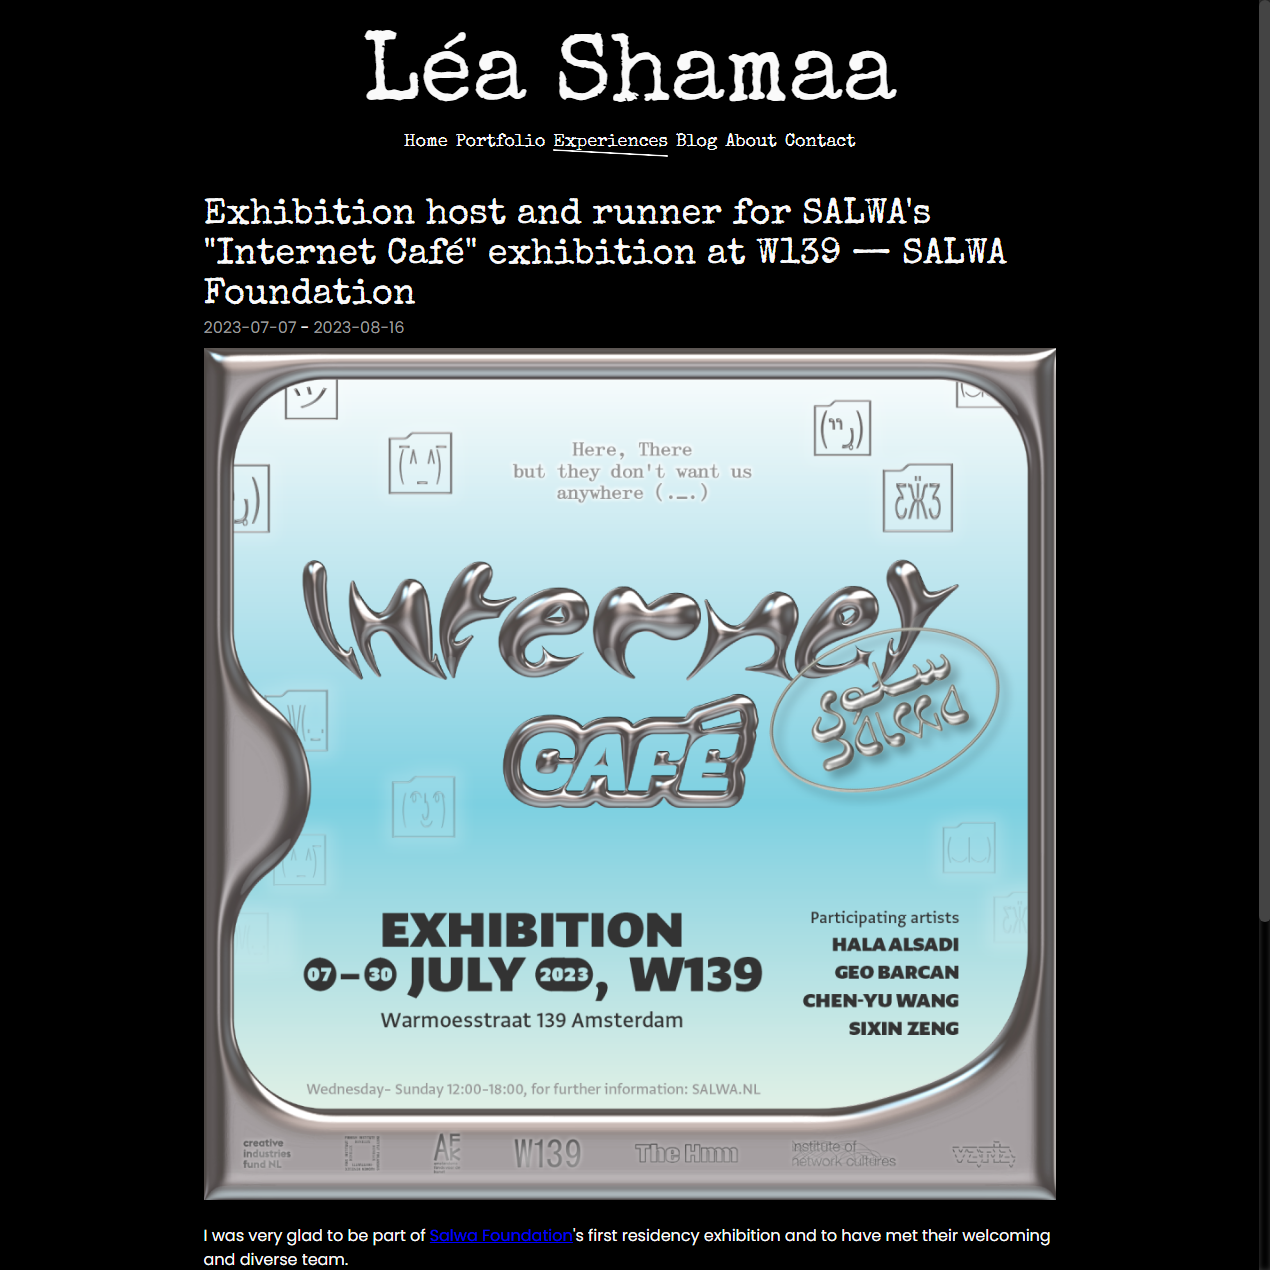 Léa Shamaa
Home Portfolio Experiences Blog About Contact
Exhibition host and runner for SALWA's
"Internet Café" exhibition at W139 — SALWA
Foundation
2023-07-07 - 2023-08-16
Here, There
but they don't want us
anywhere (._.)
Internet
CAFÉ
Salwa
EXHIBITION
07–30 JULY 2023, W139
Warmoesstraat 139 Amsterdam
Participating artists
HALA ALSADI
GEO BARCAN
CHEN-YU WANG
SIXIN ZENG
Wednesday- Sunday 12:00-18:00, for further information: SALWA.NL
creative
industries
fund NL
AFK
W139
The Hmm
institute of
network cultures
varia
I was very glad to be part of Salwa Foundation's first residency exhibition and to have met their welcoming
and diverse team.